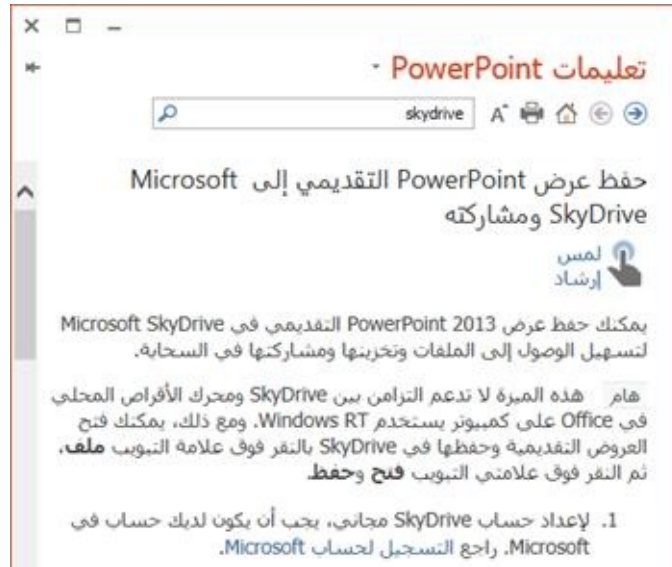 تعليمات PowerPoint
skydrive
حفظ عرض PowerPoint التقديمي إلى Microsoft
SkyDrive ومشاركته
لمس
إرشاد
يمكنك حفظ عرض PowerPoint 2013 التقديمي في Microsoft SkyDrive
لتسهيل الوصول إلى الملفات وتخزينها ومشاركتها في السحابة.
هام هذه الميزة لا تدعم التزامن بين SkyDrive ومحرك الأقراص المحلي
في Office على كمبيوتر يستخدم Windows RT. ومع ذلك، يمكنك فتح
العروض التقديمية وحفظها في SkyDrive بالنقر فوق علامة التبويب ملف،
ثم النقر فوق علامتي التبويب فتح وحفظ.
1. لإعداد حساب SkyDrive مجاني، يجب أن يكون لديك حساب في
Microsoft. راجع التسجيل لحساب Microsoft.